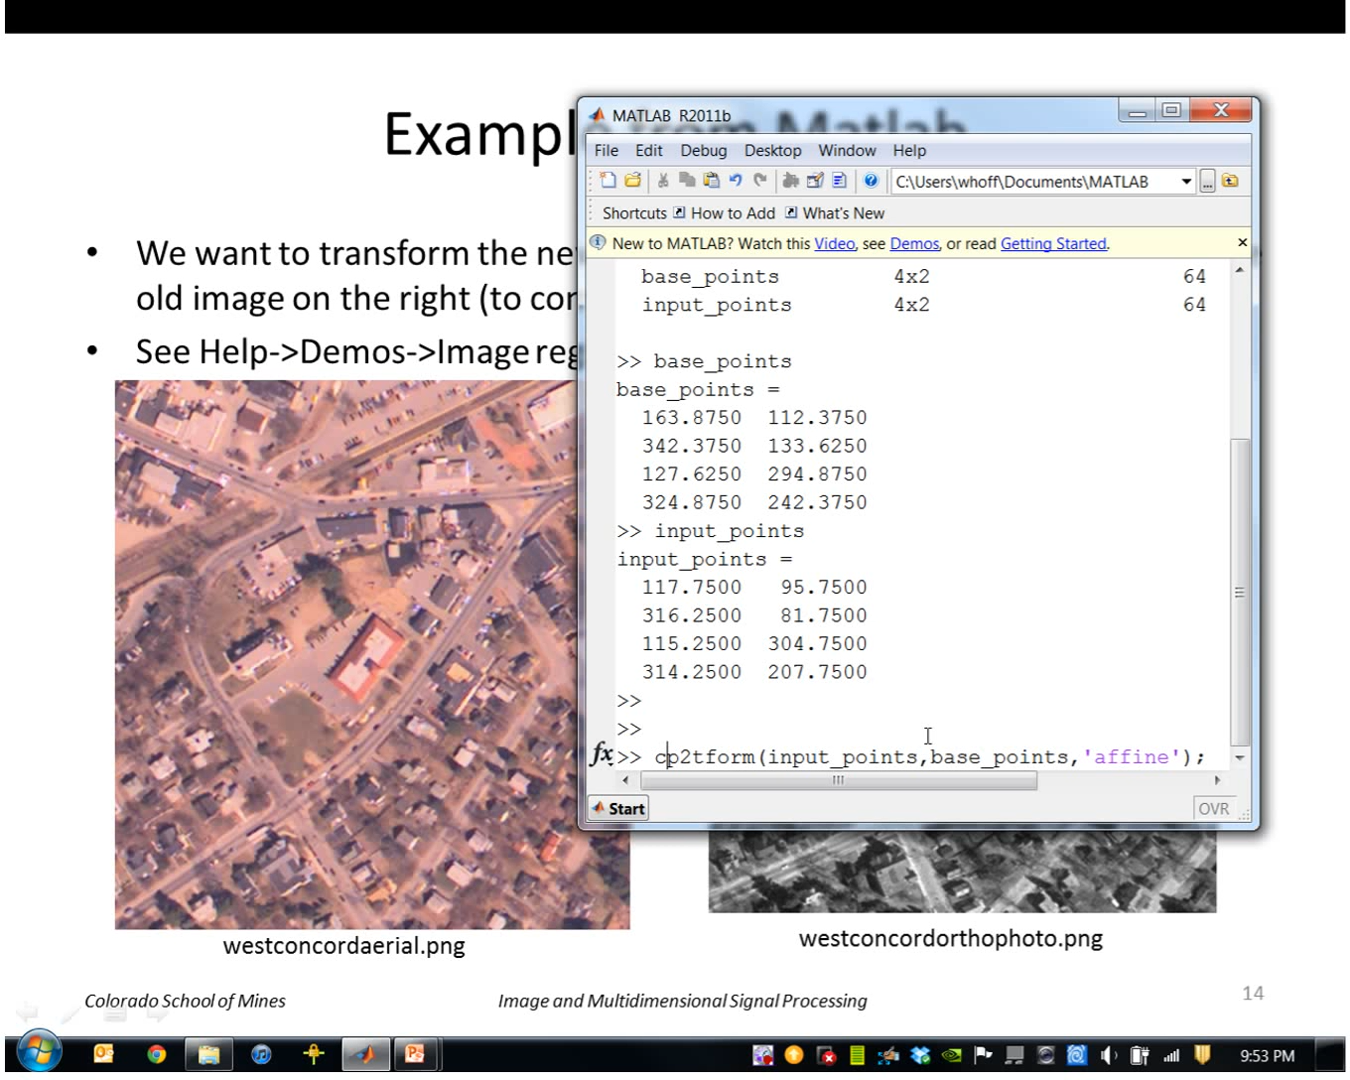 Exampl
We want to transform the ne
old image on the right (to cor
See Help->Demos->Image reg
MATLAB R2011b
File Edit Debug Desktop Window Help
C:\Users\whoff\Documents\MATLAB
Shortcuts How to Add What's New
New to MATLAB? Watch this Video, see Demos, or read Getting Started.
base_points 4x2 64
input_points 4x2 64
>> base_points
base_points =
163.8750 112.3750
342.3750 133.6250
127.6250 294.8750
324.8750 242.3750
>> input_points
input_points =
117.7500 95.7500
316.2500 81.7500
115.2500 304.7500
314.2500 207.7500
>>
>>
fx >> cp2tform(input_points,base_points,'affine');
Start
OVR
westconcordaerial.png
westconcordorthophoto.png
Colorado School of Mines
Image and Multidimensional Signal Processing
14
9:53 PM